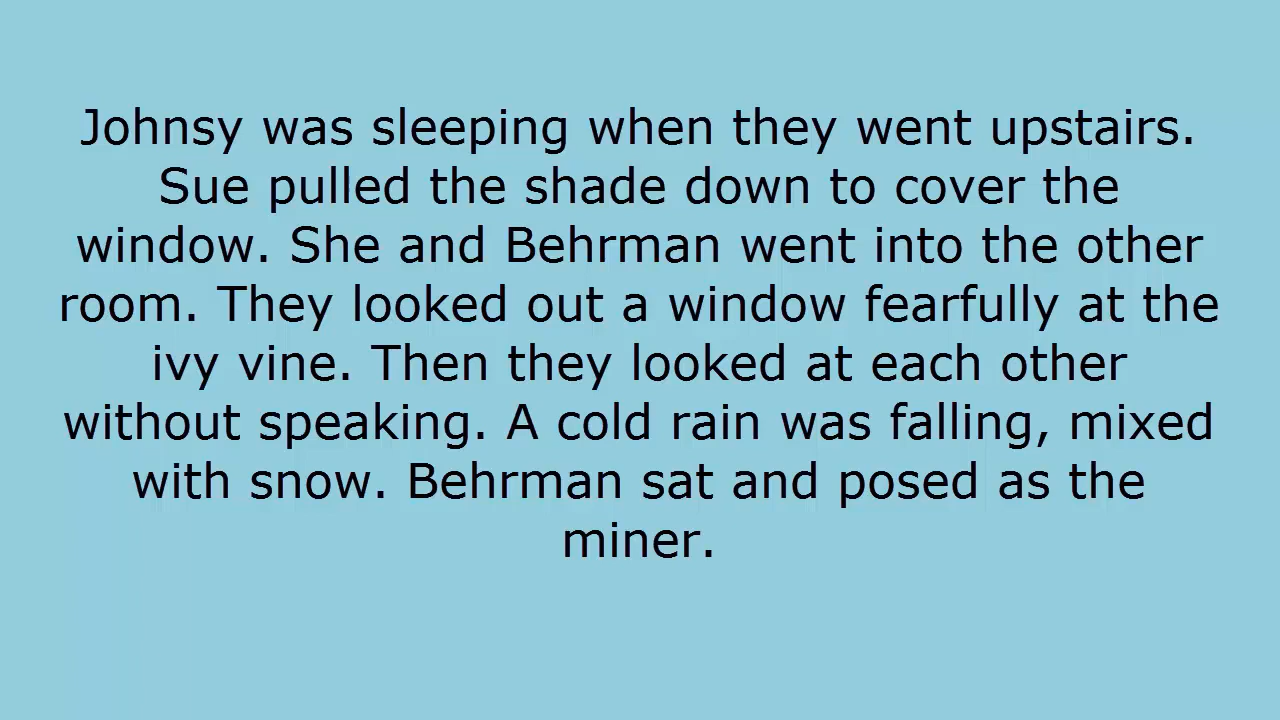 Johnsy was sleeping when they went upstairs.
Sue pulled the shade down to cover the
window. She and Behrman went into the other
room. They looked out a window fearfully at the
ivy vine. Then they looked at each other
without speaking. A cold rain was falling, mixed
with snow. Behrman sat and posed as the
miner.